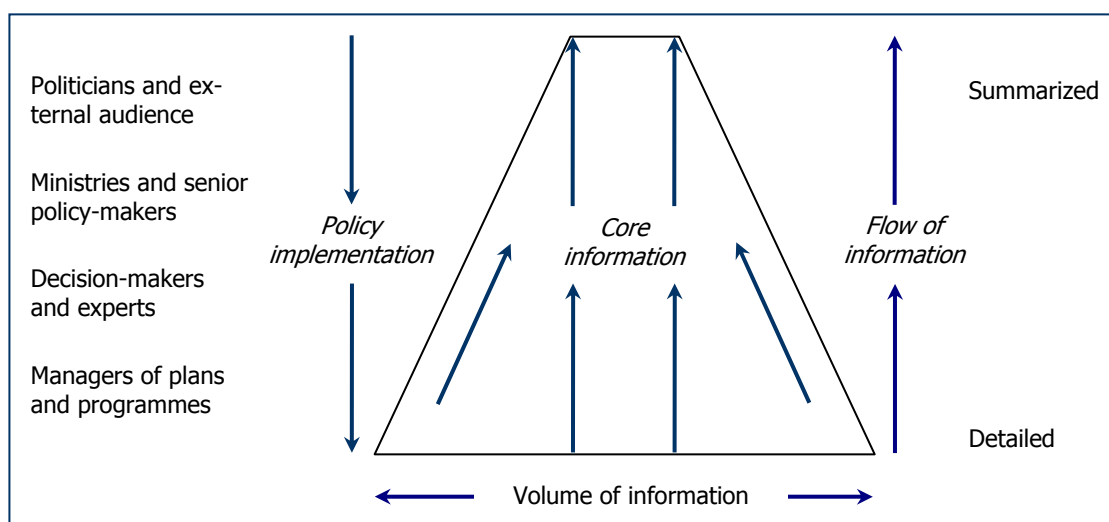 Politicians and ex-
ternal audience
Summarized
Ministries and senior
policy-makers
Policy
implementation
Core
information
Flow of
information
Decision-makers
and experts
Managers of plans
and programmes
Detailed
Volume of information